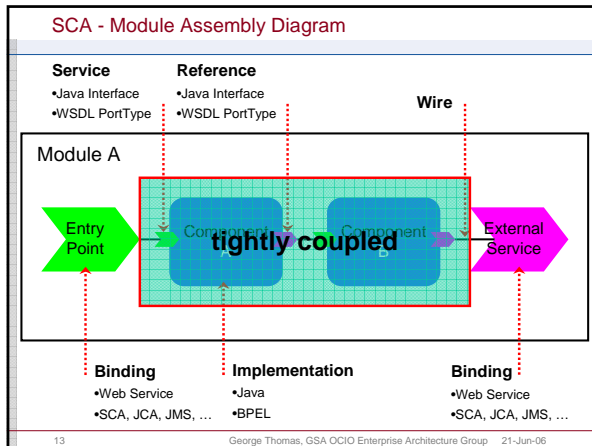 SCA - Module Assembly Diagram
Service
•Java Interface
•WSDL PortType
Reference
•Java Interface
•WSDL PortType
Wire
Module A
Entry
Point
Component
A
tightly coupled
Component
B
External
Service
Binding
•Web Service
•SCA, JCA, JMS, …
Implementation
•Java
•BPEL
Binding
•Web Service
•SCA, JCA, JMS, …
13
George Thomas, GSA OCIO Enterprise Architecture Group 21-Jun-06